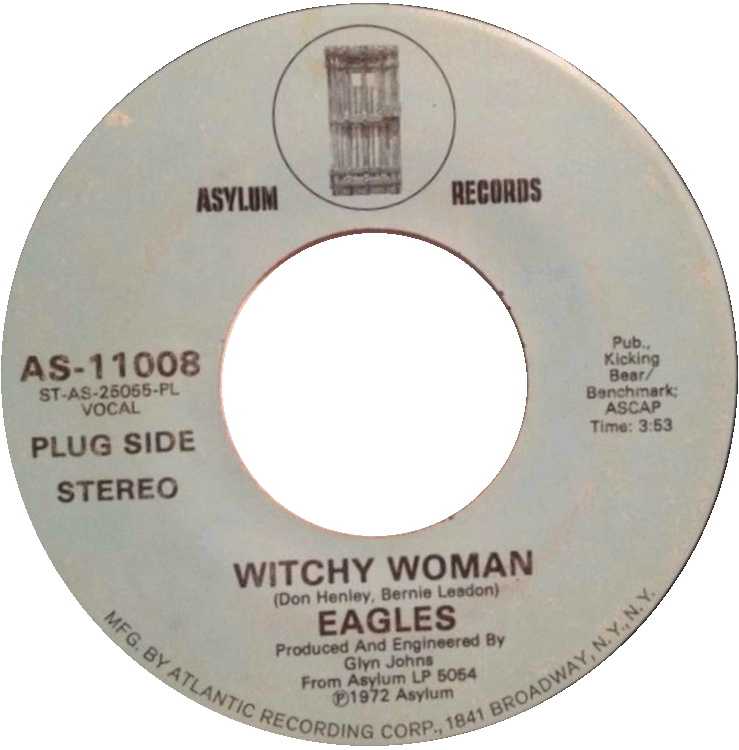 ASYLUM RECORDS
AS-11008
ST-AS-25055-PL
VOCAL
PLUG SIDE
STEREO
Pub.,
Kicking
Bear/
Benchmark;
ASCAP
Time: 3:53
WITCHY WOMAN
(Don Henley, Bernie Leadon)
EAGLES
Produced And Engineered By
Glyn Johns
From Asylum LP 5054
Ⓟ1972 Asylum
MFG. BY ATLANTIC RECORDING CORP., 1841 BROADWAY, N.Y., N.Y.